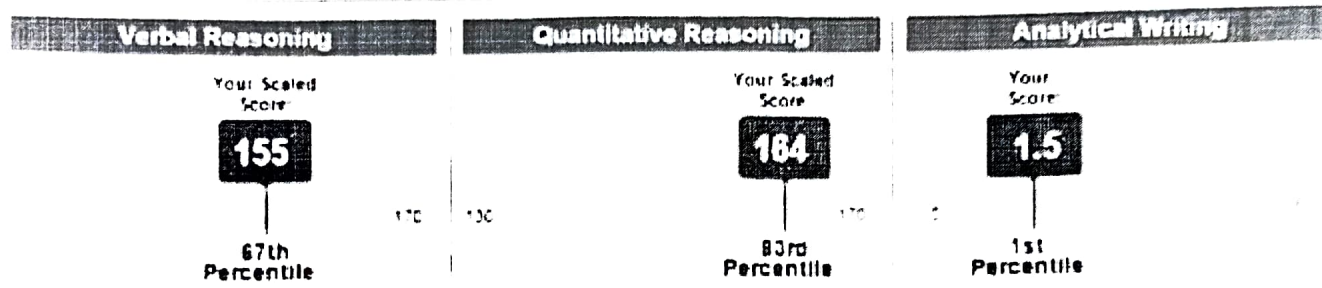 Verbal Reasoning
Your Scaled
Score
155
170
67th
Percentile
Quantitative Reasoning
Your Scaled
Score
164
130
170
83rd
Percentile
Analytical Writing
Your
Score
1.5
1st
Percentile